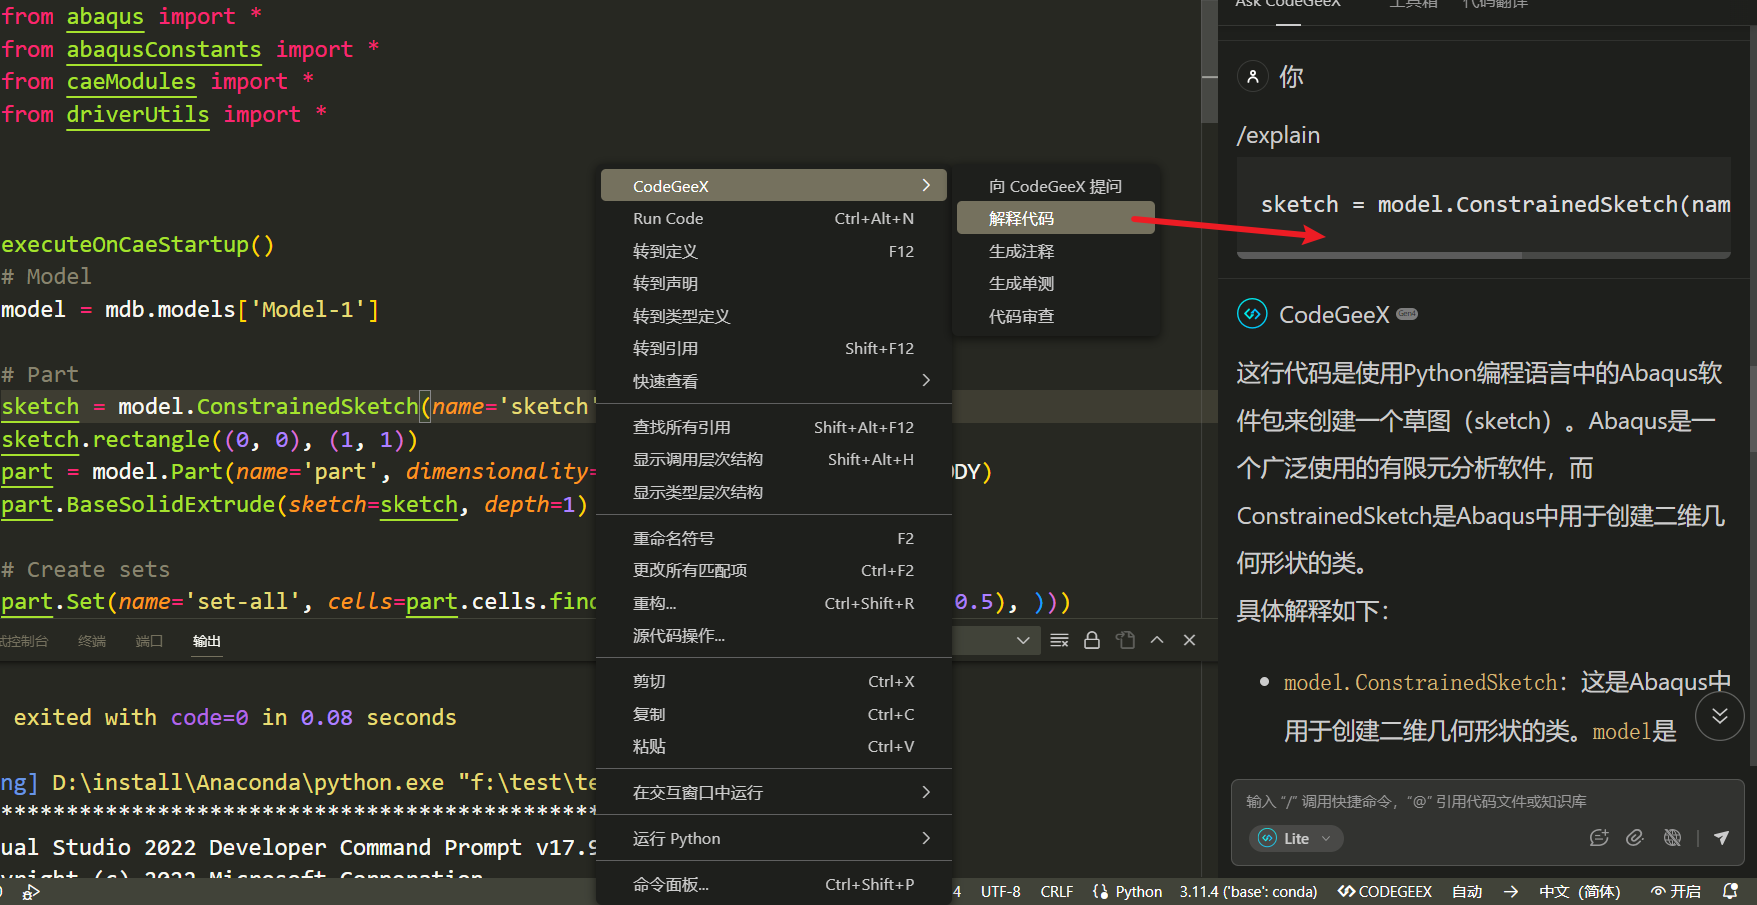 from abaqus import *
from abaqusConstants import *
from caeModules import *
from driverUtils import *
executeOnCaeStartup()
# Model
model = mdb.models['Model-1']
# Part
sketch = model.ConstrainedSketch(name='sketch'
sketch.rectangle((0, 0), (1, 1))
part = model.Part(name='part', dimensionality=
DY)
part.BaseSolidExtrude(sketch=sketch, depth=1)
# Create sets
part.Set(name='set-all', cells=part.cells.find
0.5), )))
CodeGeeX
Run Code Ctrl+Alt+N
转到定义 F12
转到声明
转到类型定义
转到引用 Shift+F12
快速查看
查找所有引用 Shift+Alt+F12
显示调用层次结构 Shift+Alt+H
显示类型层次结构
重命名符号 F2
更改所有匹配项 Ctrl+F2
重构... Ctrl+Shift+R
源代码操作...
剪切 Ctrl+X
复制 Ctrl+C
粘贴 Ctrl+V
在交互窗口中运行
运行 Python
命令面板... Ctrl+Shift+P
向 CodeGeeX 提问
解释代码
生成注释
生成单测
代码审查
试控制台 终端 端口 输出
exited with code=0 in 0.08 seconds
ng] D:\install\Anaconda\python.exe "f:\test\te
**********************************************
ual Studio 2022 Developer Command Prompt v17.9
yright (c) 2022 Microsoft Corporation
Ask CodeGeeX 工具箱 代码翻译
你
/explain
sketch = model.ConstrainedSketch(nam
CodeGeeX Gen4
这行代码是使用Python编程语言中的Abaqus软
件包来创建一个草图（sketch）。Abaqus是一
个广泛使用的有限元分析软件，而
ConstrainedSketch是Abaqus中用于创建二维几
何形状的类。
具体解释如下：
model.ConstrainedSketch：这是Abaqus中
用于创建二维几何形状的类。model是
输入 “/” 调用快捷命令，“@” 引用代码文件或知识库
Lite
4 UTF-8 CRLF Python 3.11.4 ('base': conda) CODEGEEX 自动 中文（简体） 开启